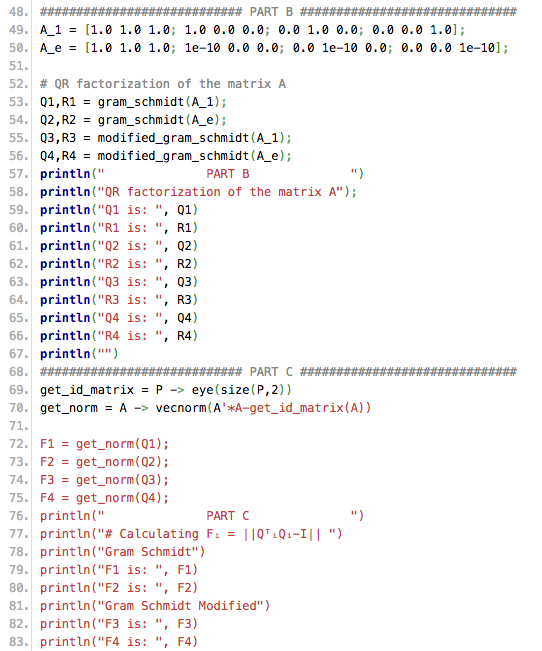 48. ############################ PART B ##############################
49. A_1 = [1.0 1.0 1.0; 1.0 0.0 0.0; 0.0 1.0 0.0; 0.0 0.0 1.0];
50. A_e = [1.0 1.0 1.0; 1e-10 0.0 0.0; 0.0 1e-10 0.0; 0.0 0.0 1e-10];
51.
52. # QR factorization of the matrix A
53. Q1,R1 = gram_schmidt(A_1);
54. Q2,R2 = gram_schmidt(A_e);
55. Q3,R3 = modified_gram_schmidt(A_1);
56. Q4,R4 = modified_gram_schmidt(A_e);
57. println("              PART B              ")
58. println("QR factorization of the matrix A");
59. println("Q1 is: ", Q1)
60. println("R1 is: ", R1)
61. println("Q2 is: ", Q2)
62. println("R2 is: ", R2)
63. println("Q3 is: ", Q3)
64. println("R3 is: ", R3)
65. println("Q4 is: ", Q4)
66. println("R4 is: ", R4)
67. println("")
68. ############################ PART C ##############################
69. get_id_matrix = P -> eye(size(P,2))
70. get_norm = A -> vecnorm(A'*A-get_id_matrix(A))
71.
72. F1 = get_norm(Q1);
73. F2 = get_norm(Q2);
74. F3 = get_norm(Q3);
75. F4 = get_norm(Q4);
76. println("              PART C              ")
77. println("# Calculating Fᵢ = ||QᵀᵢQᵢ-I|| ")
78. println("Gram Schmidt")
79. println("F1 is: ", F1)
80. println("F2 is: ", F2)
81. println("Gram Schmidt Modified")
82. println("F3 is: ", F3)
83. println("F4 is: ", F4)